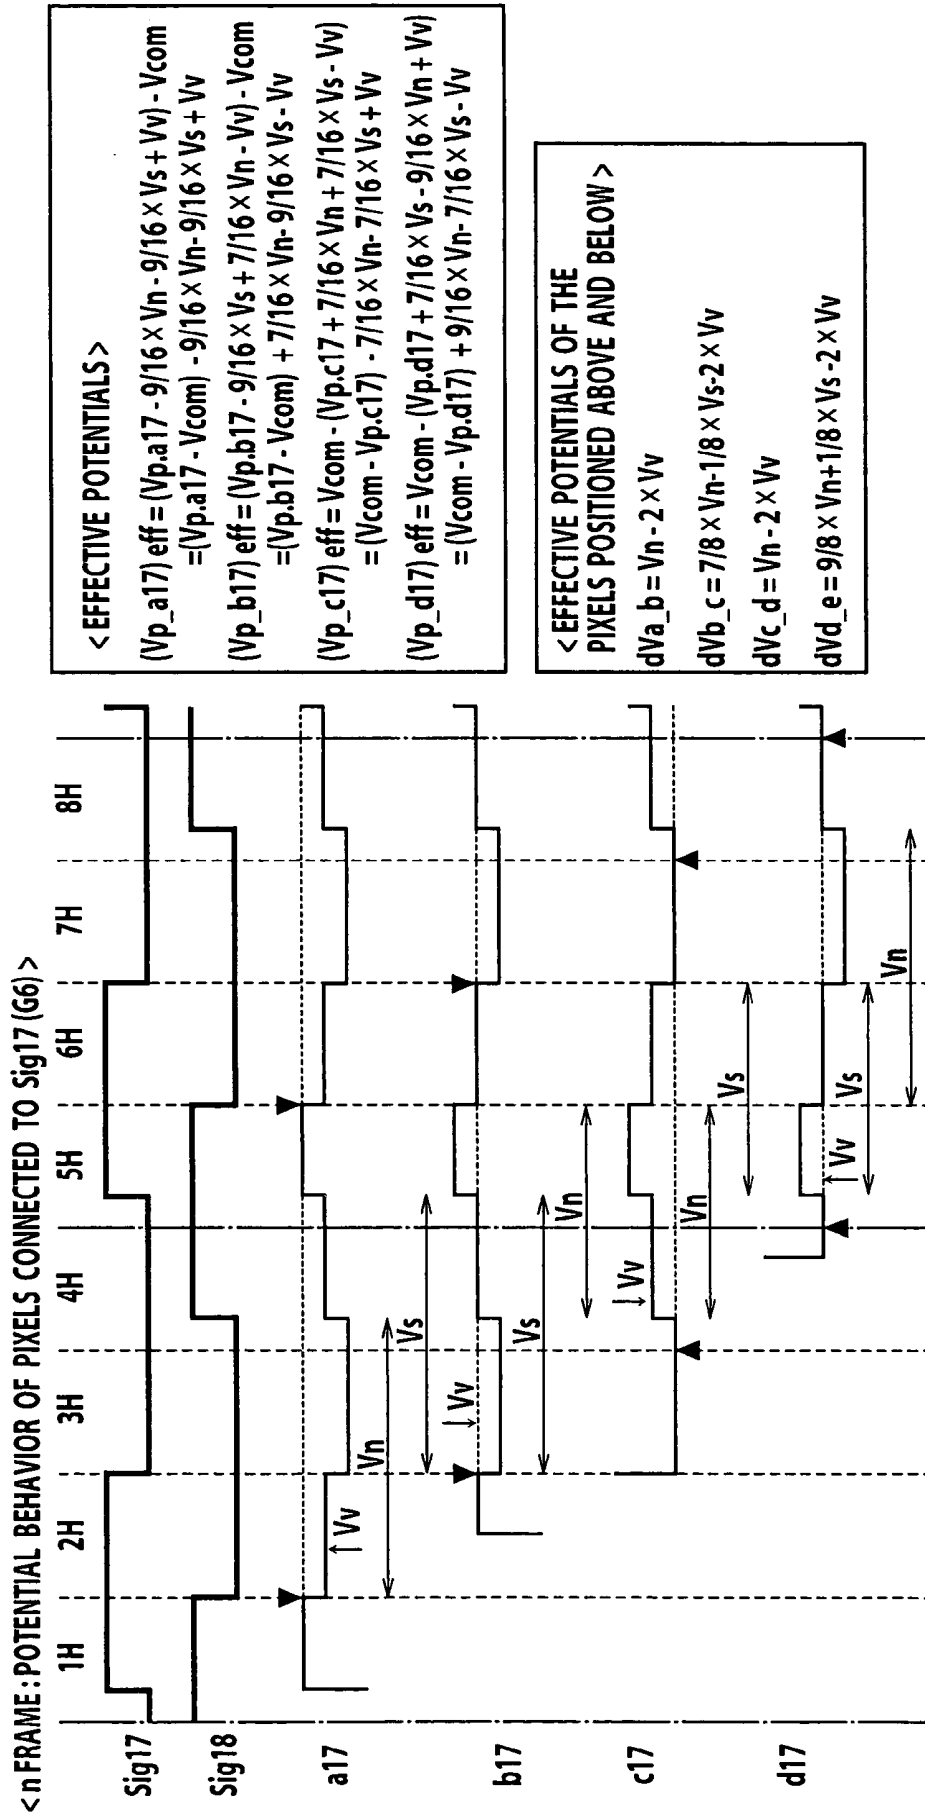 < n FRAME : POTENTIAL BEHAVIOR OF PIXELS CONNECTED TO Sig17 (G6) >
1H 2H 3H 4H 5H 6H 7H 8H
Sig17
Sig18
a17
Vv
Vn
Vs
b17
Vv
Vs
Vn
c17
Vv
Vn
Vs
d17
Vv
Vs
Vn
< EFFECTIVE POTENTIALS >
(Vp_a17) eff = (Vp.a17 - 9/16 × Vn - 9/16 × Vs + Vv) - Vcom
=(Vp.a17 - Vcom) - 9/16 × Vn- 9/16 × Vs + Vv
(Vp_b17) eff = (Vp.b17 - 9/16 × Vs + 7/16 × Vn - Vv) - Vcom
=(Vp.b17 - Vcom) + 7/16 × Vn- 9/16 × Vs - Vv
(Vp_c17) eff = Vcom - (Vp.c17 + 7/16 × Vn + 7/16 × Vs - Vv)
= (Vcom - Vp.c17) - 7/16 × Vn- 7/16 × Vs + Vv
(Vp_d17) eff = Vcom - (Vp.d17 + 7/16 × Vs - 9/16 × Vn + Vv)
= (Vcom - Vp.d17) + 9/16 × Vn- 7/16 × Vs - Vv
< EFFECTIVE POTENTIALS OF THE
PIXELS POSITIONED ABOVE AND BELOW >
dVa_b = Vn - 2 × Vv
dVb_c = 7/8 × Vn-1/8 × Vs-2 × Vv
dVc_d = Vn - 2 × Vv
dVd_e = 9/8 × Vn+1/8 × Vs -2 × Vv